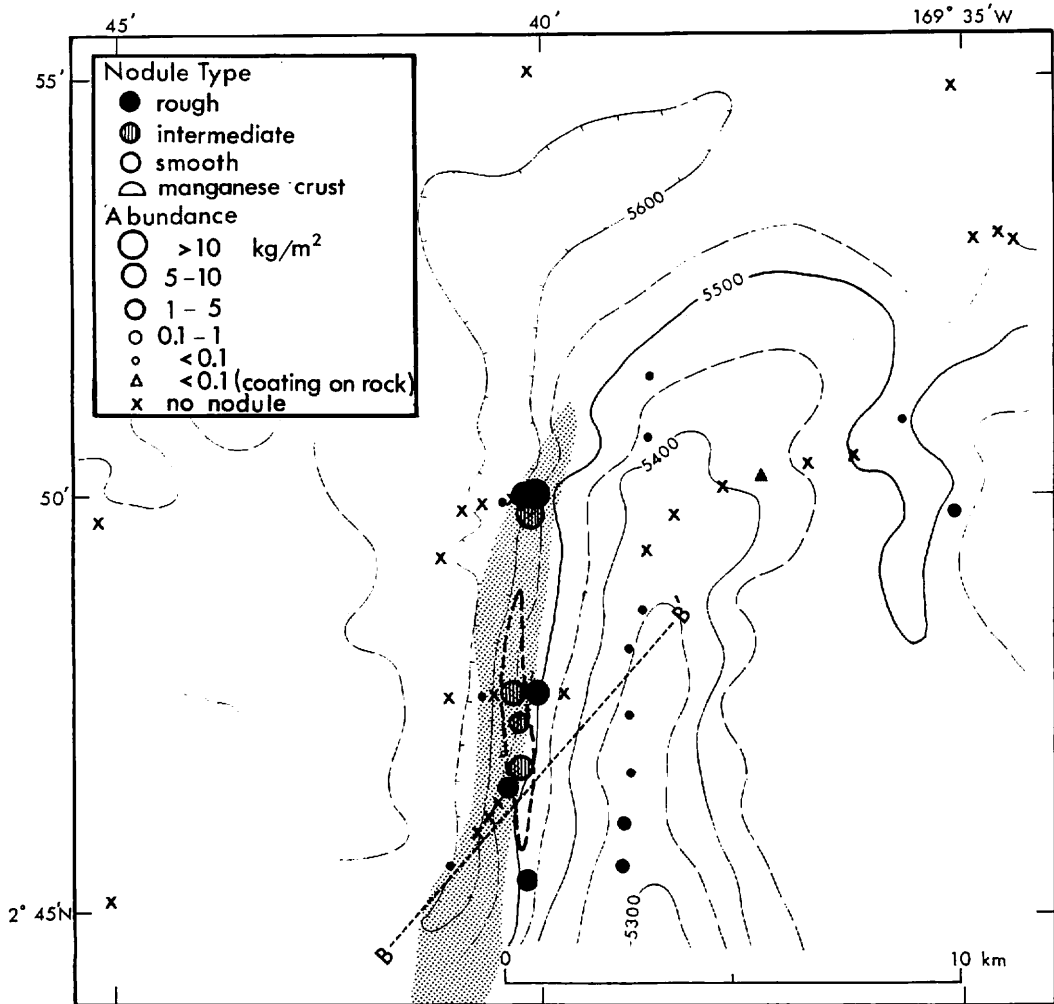 45′ 40′ 169° 35′W
55′
Nodule Type
rough
intermediate
smooth
manganese crust
Abundance
>10 kg/m²
5-10
1-5
0.1-1
<0.1
<0.1 (coating on rock)
x no nodule
5600
5500
5400
50′
B′
2° 45′N
B
5300
0 10 km